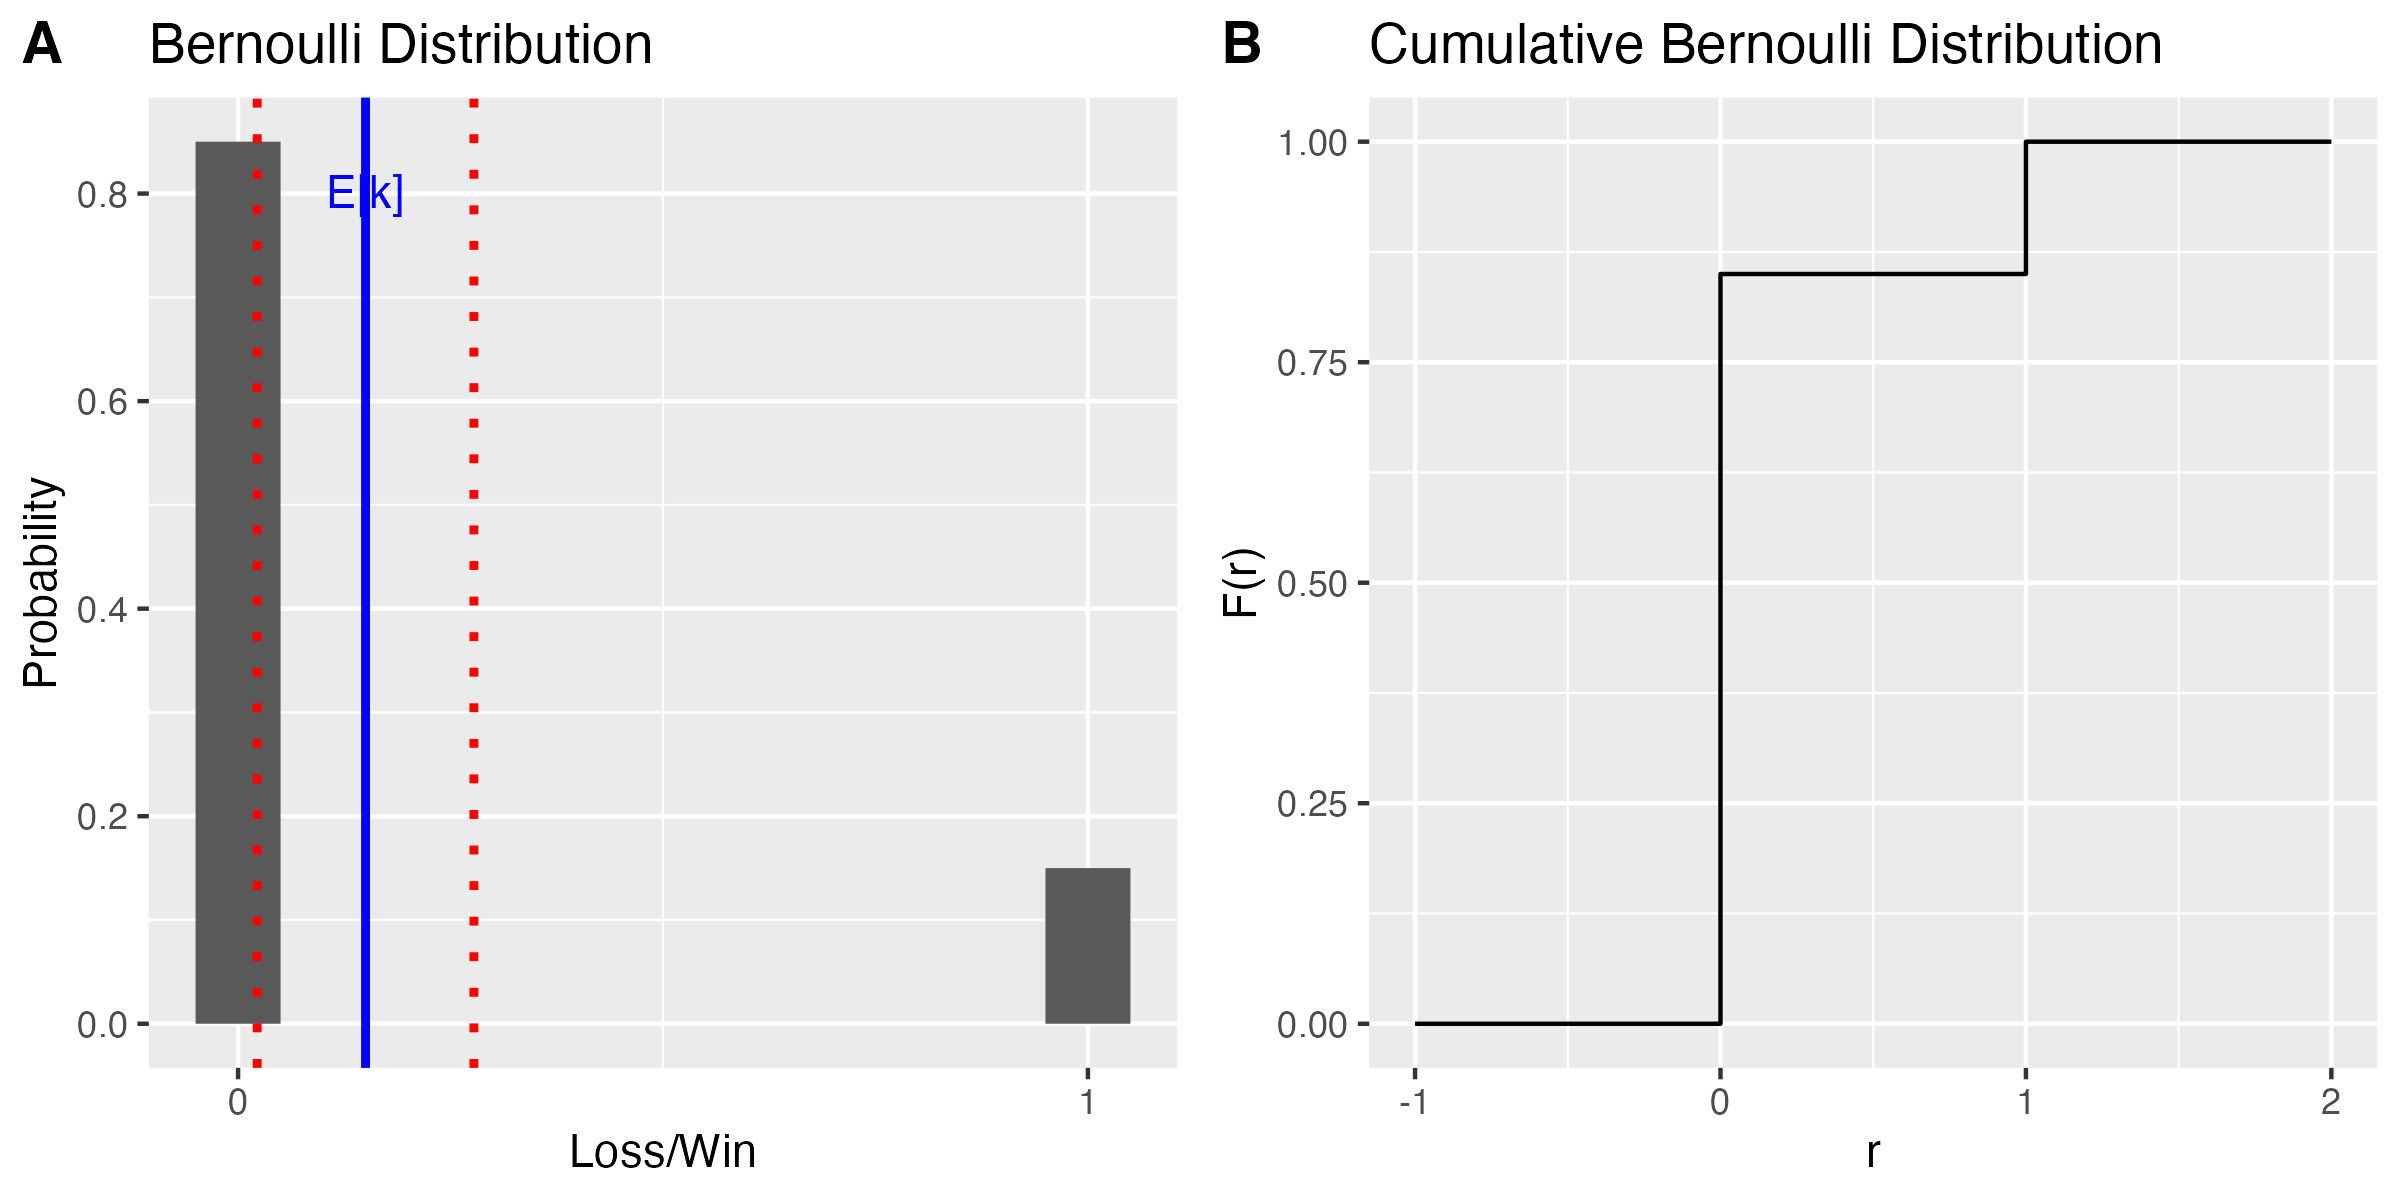 A
Bernoulli Distribution
E[k]
0.8
0.6
0.4
0.2
0.0
Probability
0
1
Loss/Win
B
Cumulative Bernoulli Distribution
1.00
0.75
0.50
0.25
0.00
F(r)
-1
0
1
2
r